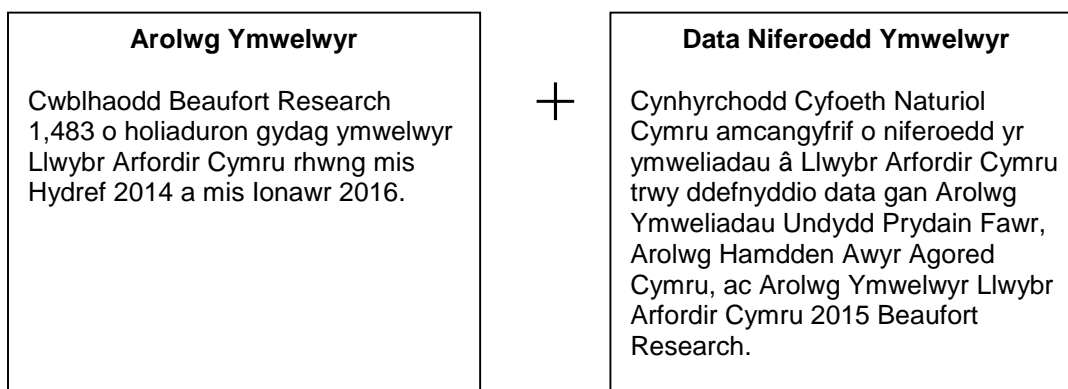 Arolwg Ymwelwyr
Cwblhaodd Beaufort Research
1,483 o holiaduron gydag ymwelwyr
Llwybr Arfordir Cymru rhwng mis
Hydref 2014 a mis Ionawr 2016.
+
Data Niferoedd Ymwelwyr
Cynhyrchodd Cyfoeth Naturiol
Cymru amcangyfrif o niferoedd yr
ymweliadau â Llwybr Arfordir Cymru
trwy ddefnyddio data gan Arolwg
Ymweliadau Undydd Prydain Fawr,
Arolwg Hamdden Awyr Agored
Cymru, ac Arolwg Ymwelwyr Llwybr
Arfordir Cymru 2015 Beaufort
Research.